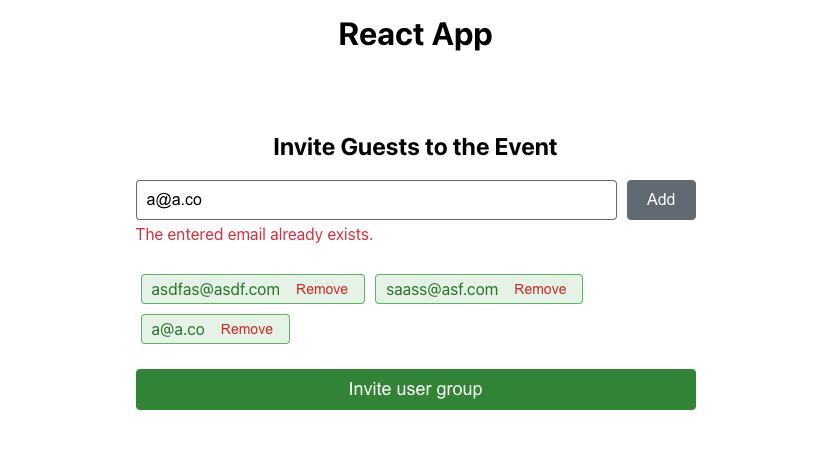 React App
Invite Guests to the Event
a@a.co Add
The entered email already exists.
asdfas@asdf.com Remove saass@asf.com Remove
a@a.co Remove
Invite user group